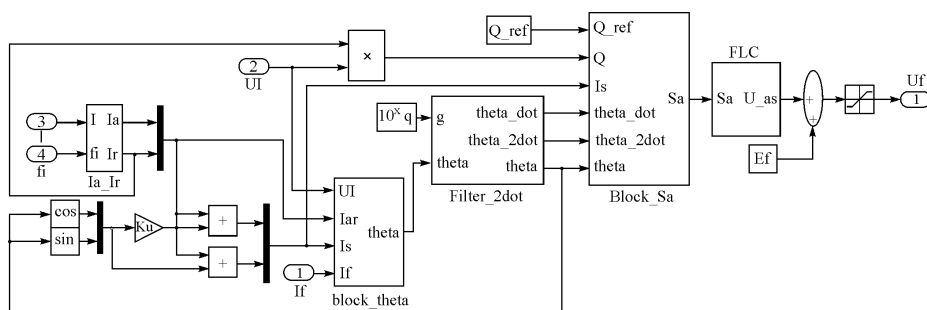 Q_ref
Q_ref
Q
Is
theta_dot
theta_2dot
theta
Sa
Block_Sa
FLC
Sa
U_as
+
+
Ef
Uf
1
2
UI
×
3
4
fi
I
fi
Ia
Ir
Ia_Ir
10^x q
g
theta
theta_dot
theta_2dot
theta
Filter_2dot
cos
sin
Ku
+
+
UI
Iar
Is
If
theta
block_theta
1
If